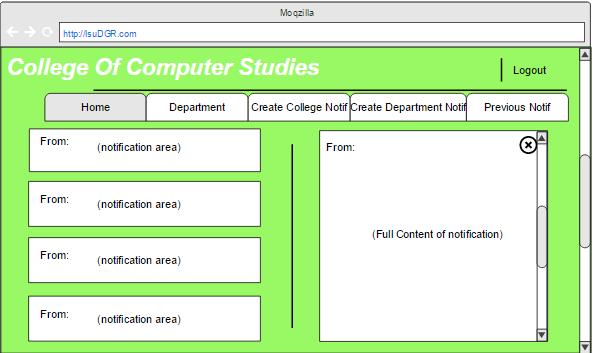 Moqzilla
http://lsuDGR.com
College Of Computer Studies
Logout
Home
Department
Create College Notif
Create Department Notif
Previous Notif
From:
(notification area)
From:
(notification area)
From:
(notification area)
From:
(notification area)
From:
(Full Content of notification)